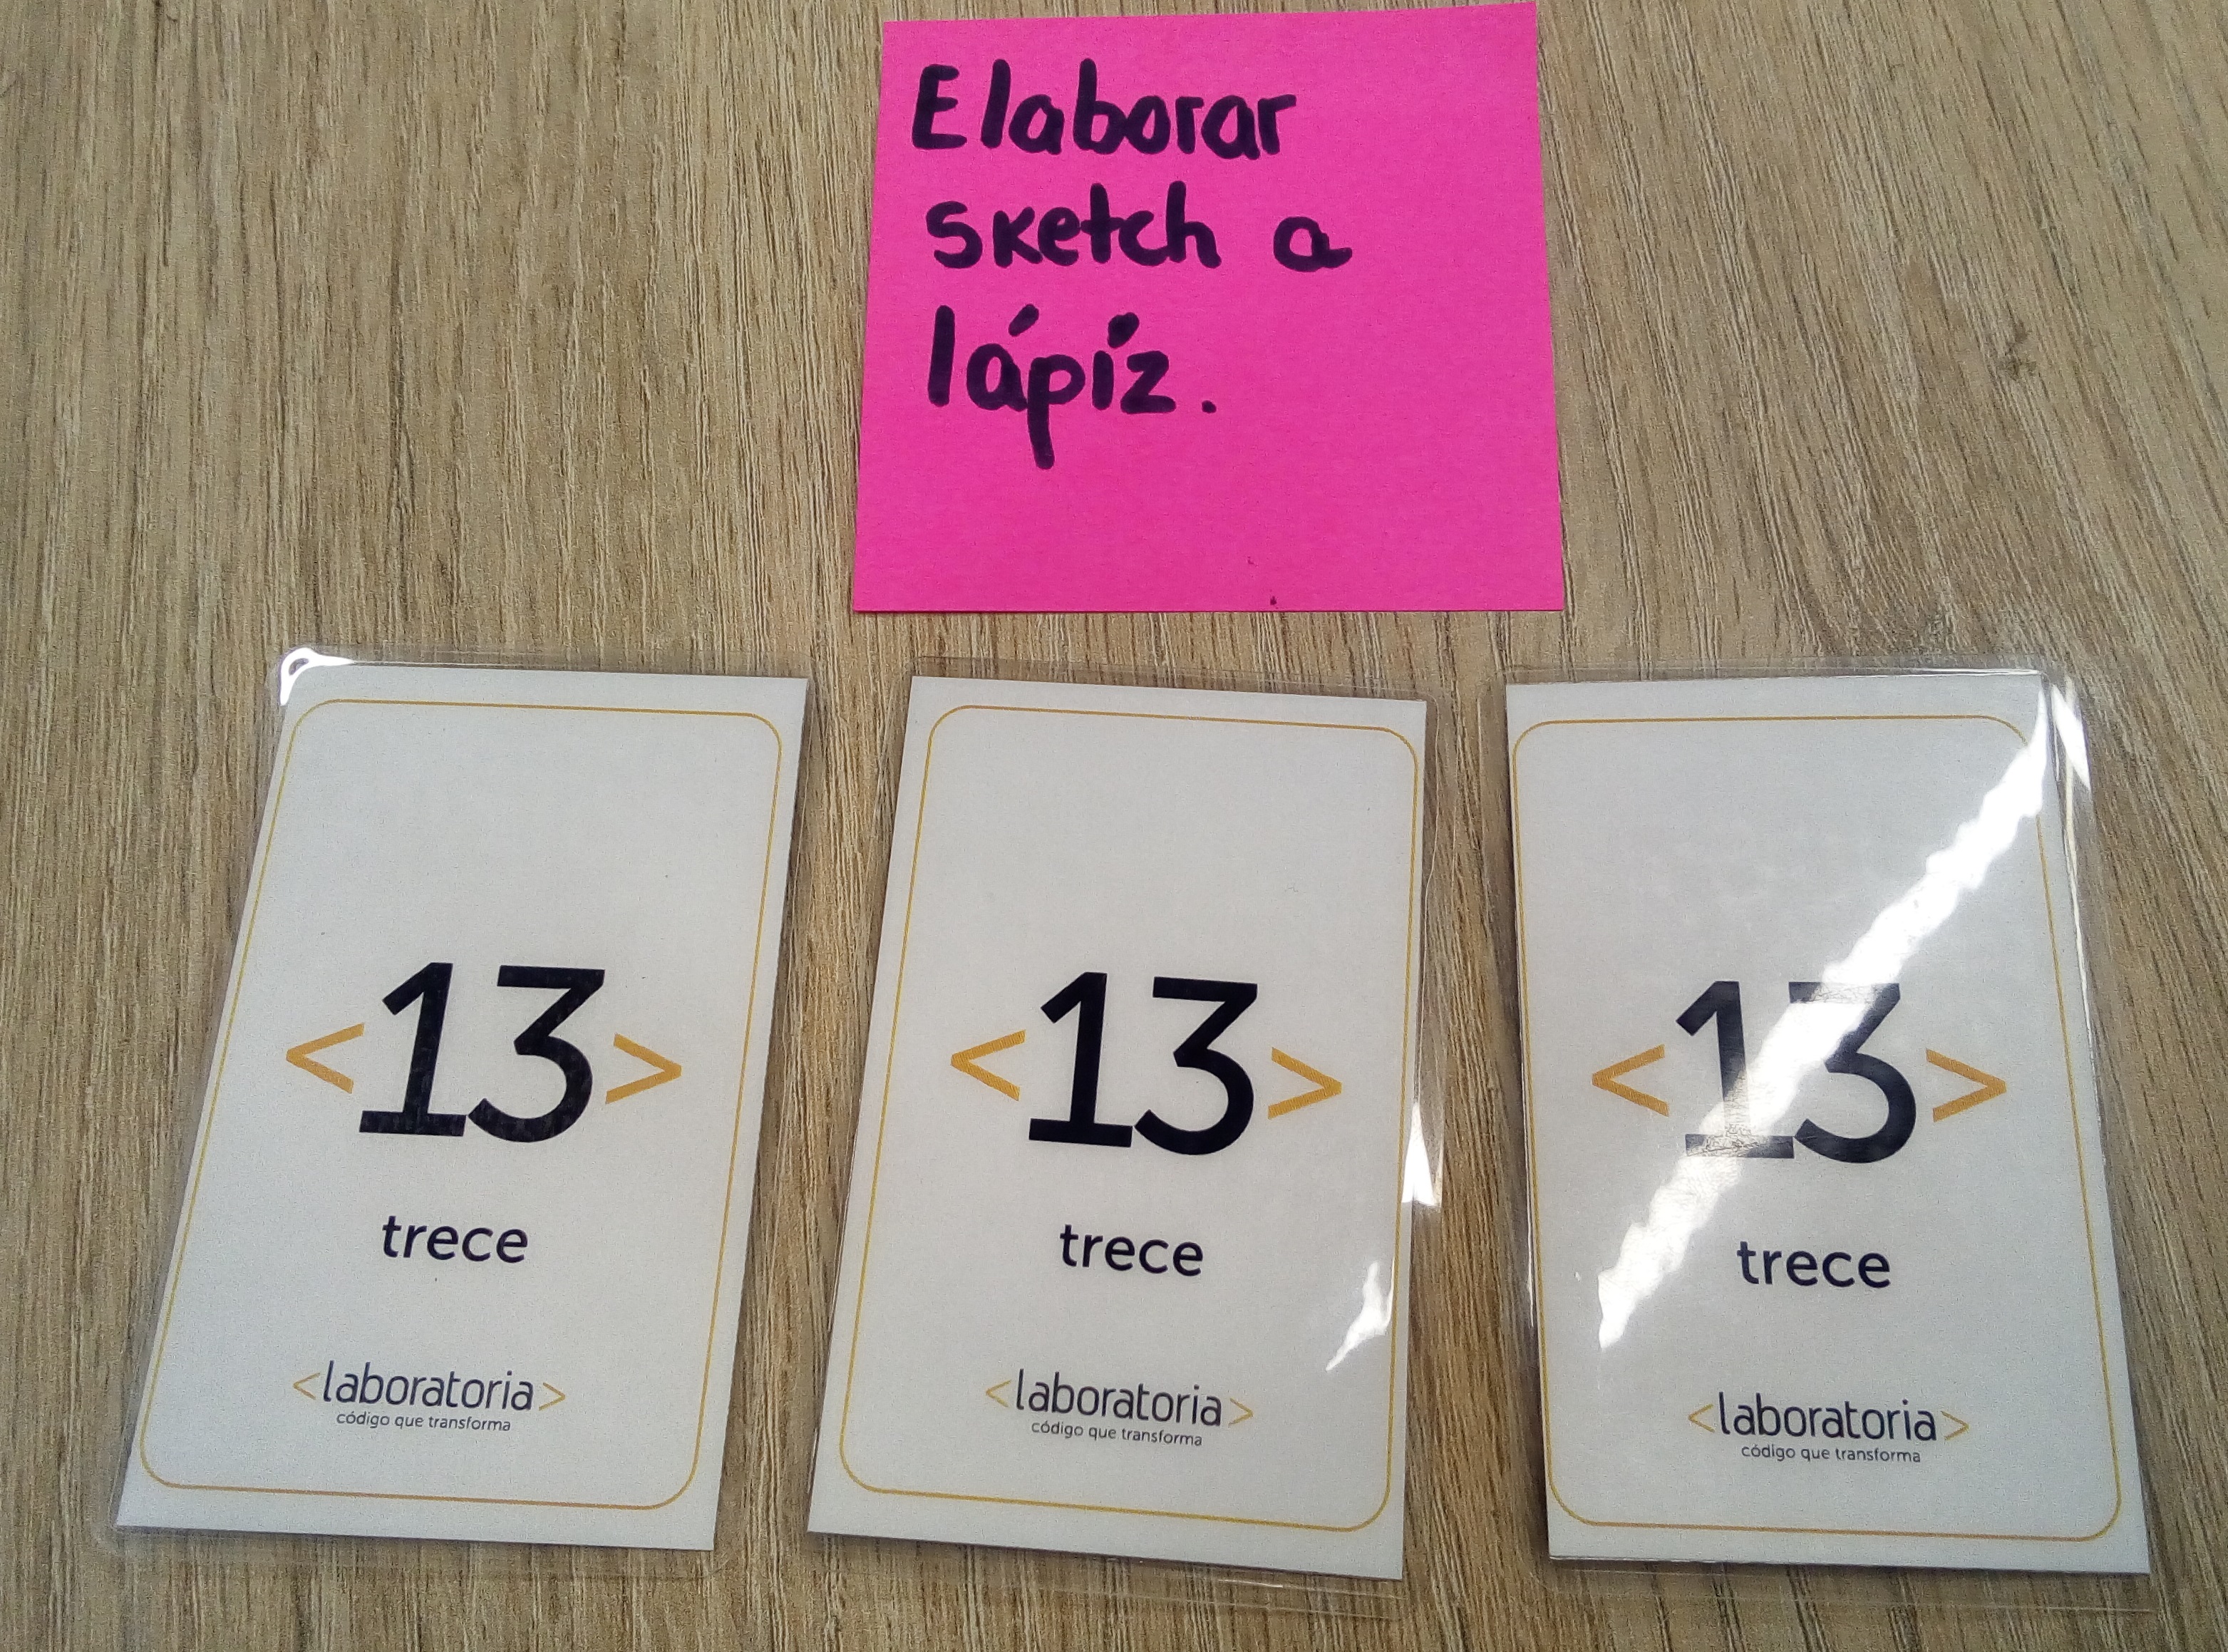 Elaborar
sketch a
lápíz.
<13>
trece
<laboratoria>
código que transforma
<13>
trece
<laboratoria>
código que transforma
<13>
trece
<laboratoria>
código que transforma